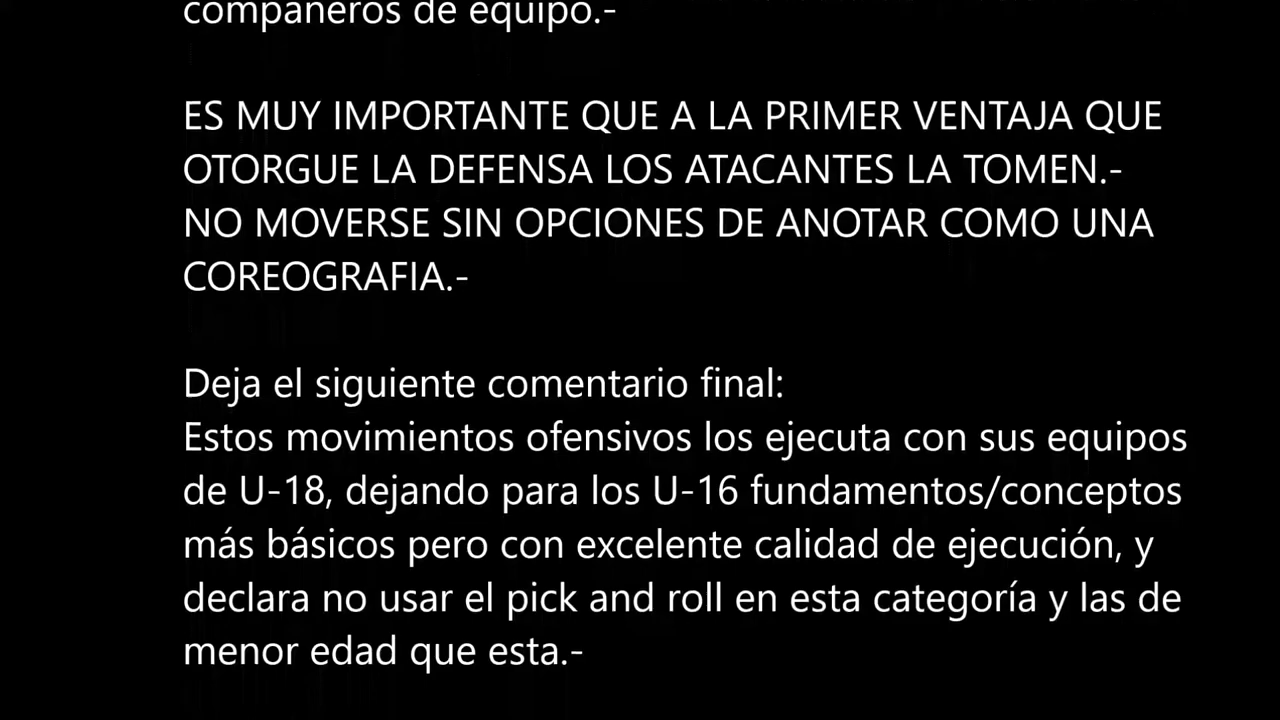 compañeros de equipo.-
ES MUY IMPORTANTE QUE A LA PRIMER VENTAJA QUE
OTORGUE LA DEFENSA LOS ATACANTES LA TOMEN.-
NO MOVERSE SIN OPCIONES DE ANOTAR COMO UNA
COREOGRAFIA.-
Deja el siguiente comentario final:
Estos movimientos ofensivos los ejecuta con sus equipos
de U-18, dejando para los U-16 fundamentos/conceptos
más básicos pero con excelente calidad de ejecución, y
declara no usar el pick and roll en esta categoría y las de
menor edad que esta.-